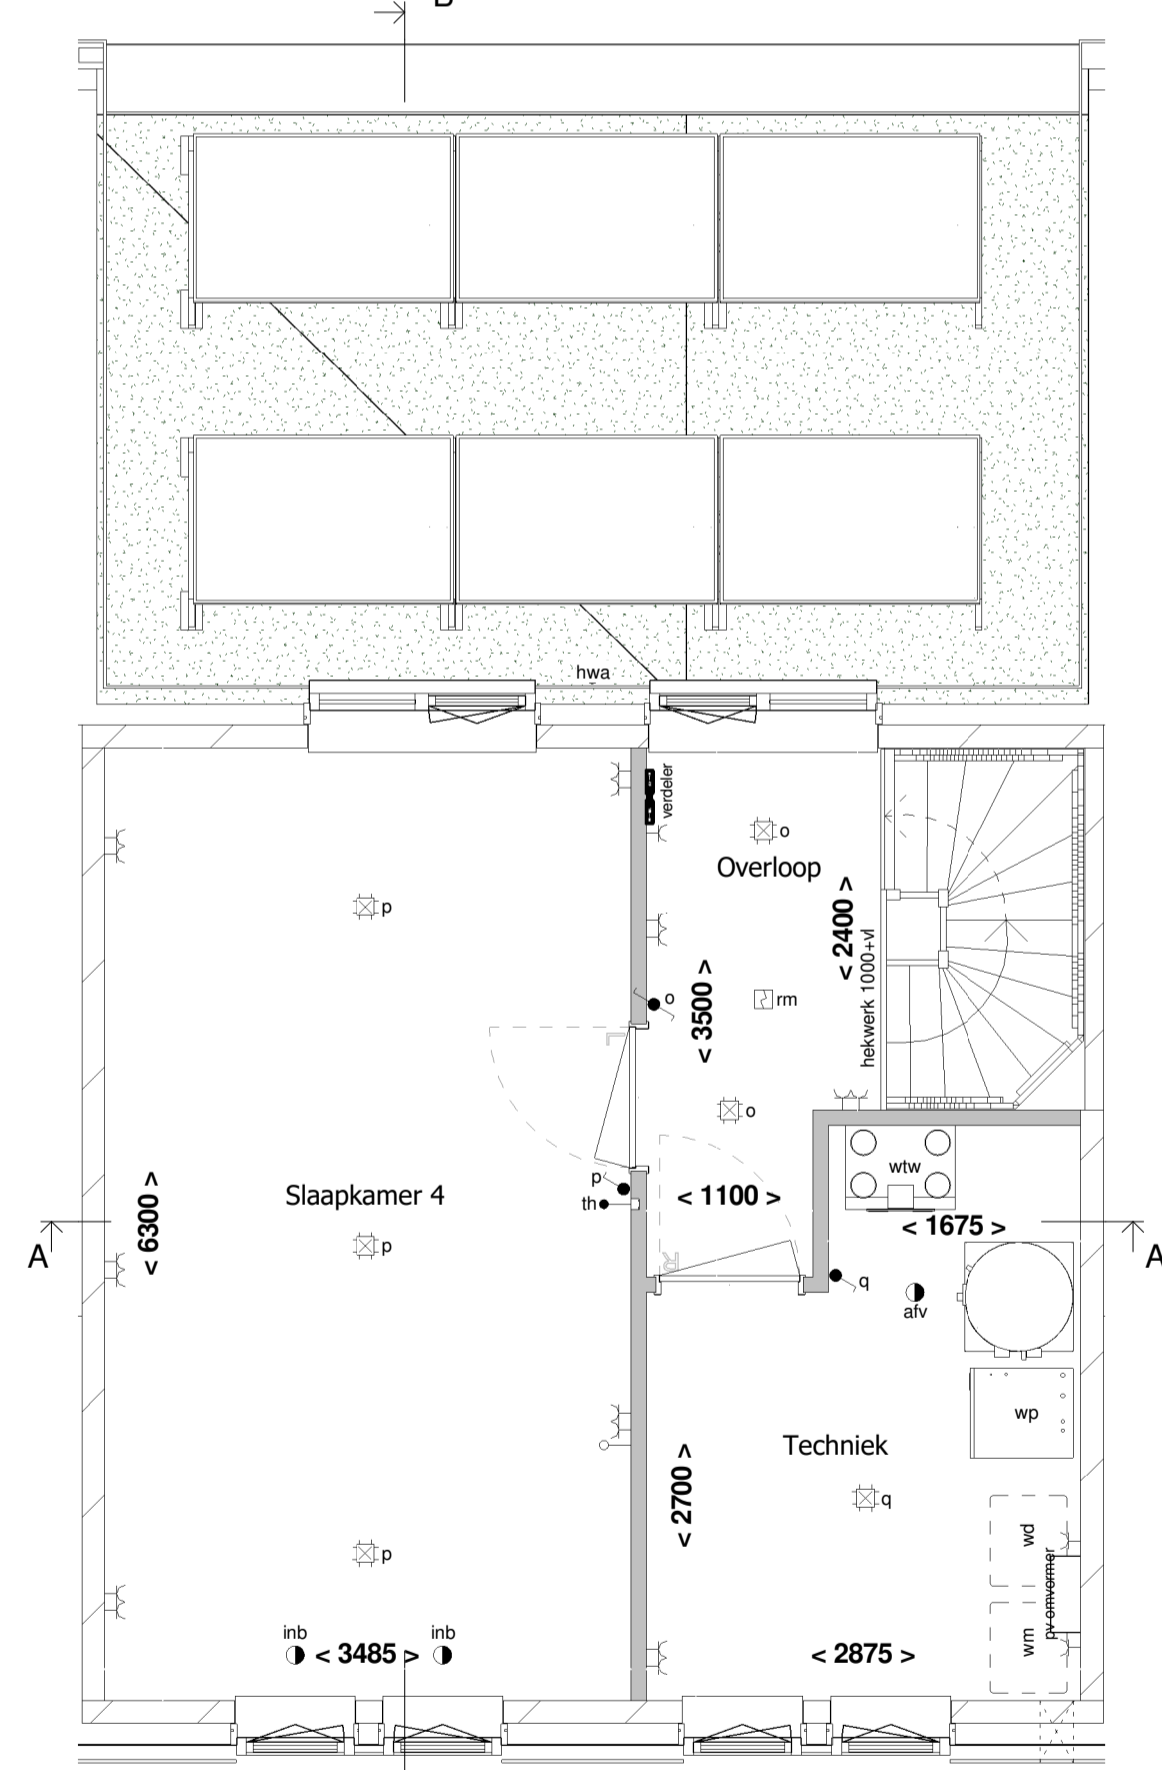 B
hwa
verdeler
o
Overloop
p
< 2400 >
hekwerk 1000+vl
o
< 3500 >
rm
L
o
wtw
p
th
< 1100 >
< 1675 >
Slaapkamer 4
< 6300 >
A
A
p
R
q
afv
wp
Techniek
< 2700 >
q
wd
pv omvormer
p
wm
inb
inb
< 3485 >
< 2875 >